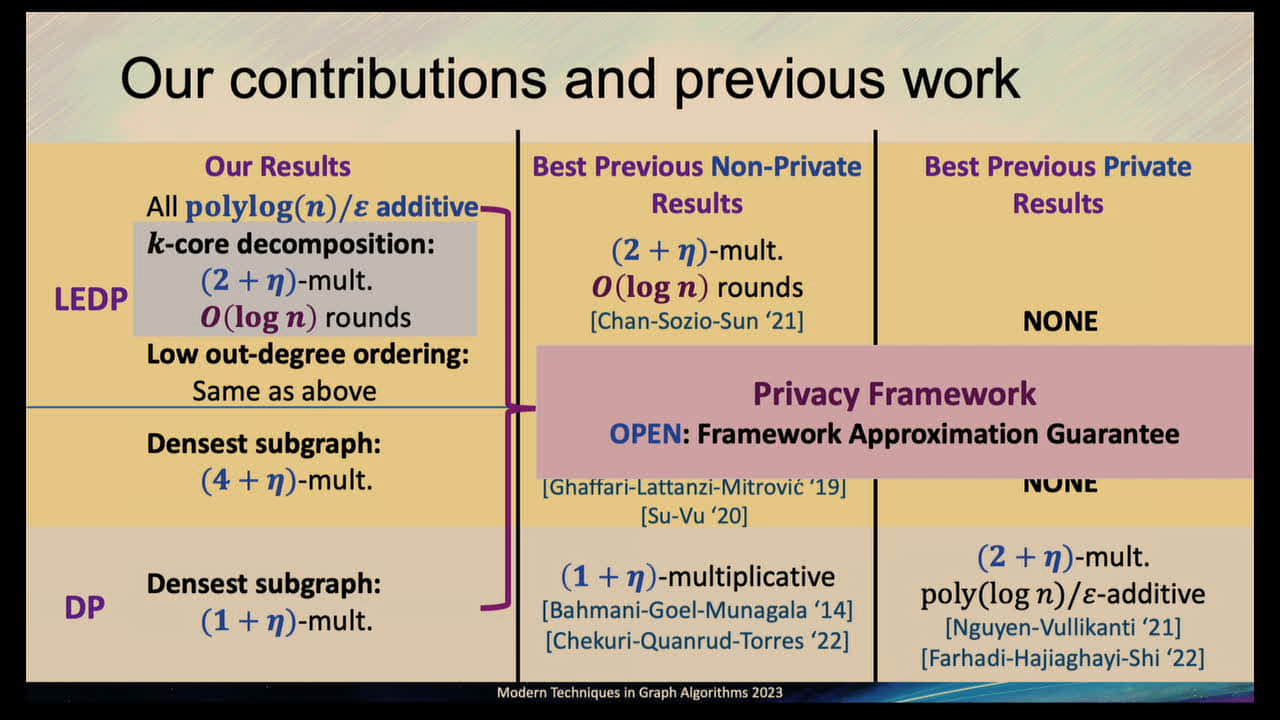 Our contributions and previous work
Our Results
All polylog(n)/ε additive
k-core decomposition:
(2 + η)-mult.
O(log n) rounds
LEDP
Low out-degree ordering:
Same as above
Densest subgraph:
(4 + η)-mult.
DP
Densest subgraph:
(1 + η)-mult.
Best Previous Non-Private
Results
(2 + η)-mult.
O(log n) rounds
[Chan-Sozio-Sun ‘21]
Privacy Framework
OPEN: Framework Approximation Guarantee
[Ghaffari-Lattanzi-Mitrović ‘19]
[Su-Vu ‘20]
(1 + η)-multiplicative
[Bahmani-Goel-Munagala ‘14]
[Chekuri-Quanrud-Torres ‘22]
Best Previous Private
Results
NONE
NONE
(2 + η)-mult.
poly(log n)/ε-additive
[Nguyen-Vullikanti ‘21]
[Farhadi-Hajiaghayi-Shi ‘22]
Modern Techniques in Graph Algorithms 2023